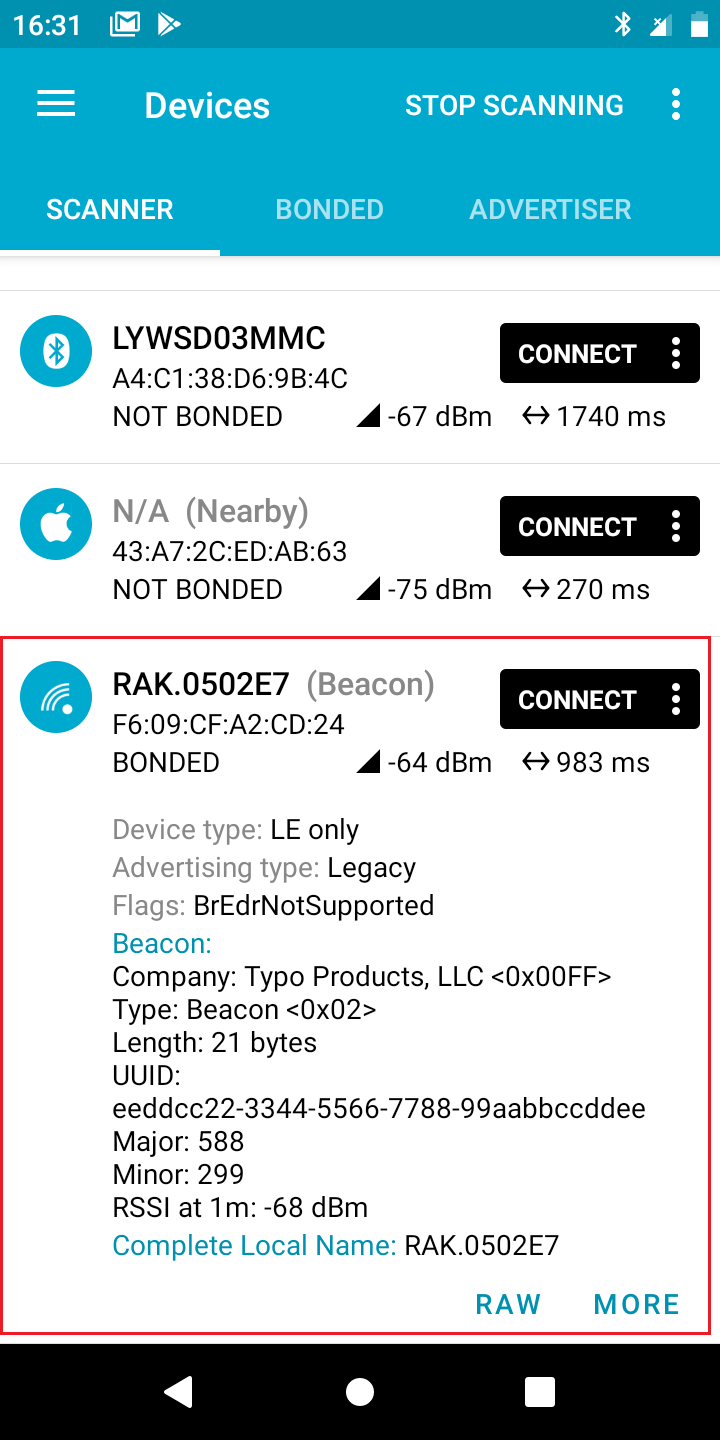 16:31
Devices STOP SCANNING
SCANNER BONDED ADVERTISER
LYWSD03MMC CONNECT
A4:C1:38:D6:9B:4C
NOT BONDED -67 dBm 1740 ms
N/A (Nearby) CONNECT
43:A7:2C:ED:AB:63
NOT BONDED -75 dBm 270 ms
RAK.0502E7 (Beacon) CONNECT
F6:09:CF:A2:CD:24
BONDED -64 dBm 983 ms
Device type: LE only
Advertising type: Legacy
Flags: BrEdrNotSupported
Beacon:
Company: Typo Products, LLC <0x00FF>
Type: Beacon <0x02>
Length: 21 bytes
UUID:
eeddcc22-3344-5566-7788-99aabbccddee
Major: 588
Minor: 299
RSSI at 1m: -68 dBm
Complete Local Name: RAK.0502E7
RAW MORE